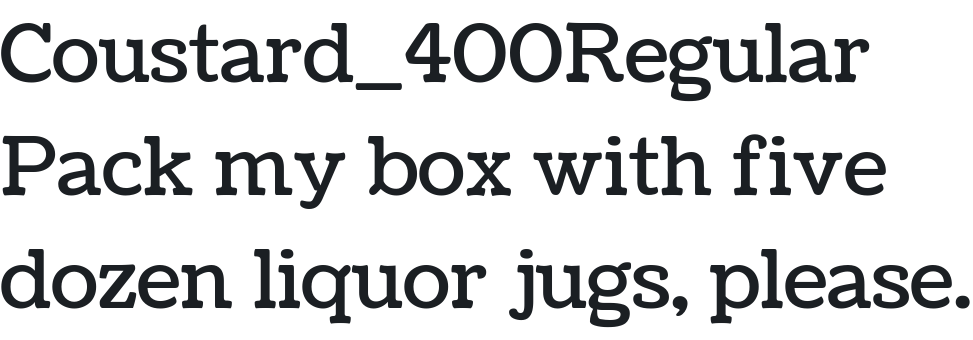 Coustard_400Regular
Pack my box with five
dozen liquor jugs, please.